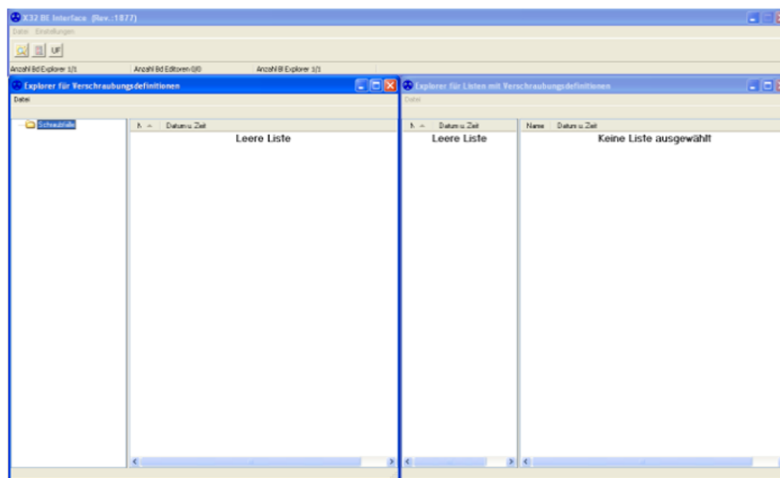 X32 BE Interface (Rev.:1877)
Datei Einstellungen
UF
Anzahl Bd Explorer 1/1 Anzahl Bd Editoren 0/0 Anzahl Bl Explorer 1/1
Explorer für Verschraubungsdefinitionen
Datei
N Datum u. Zeit
Leere Liste
Explorer für Listen mit Verschraubungsdefinitionen
Datei
N Datum u. Zeit
Leere Liste
Name Datum u. Zeit
Keine Liste ausgewählt